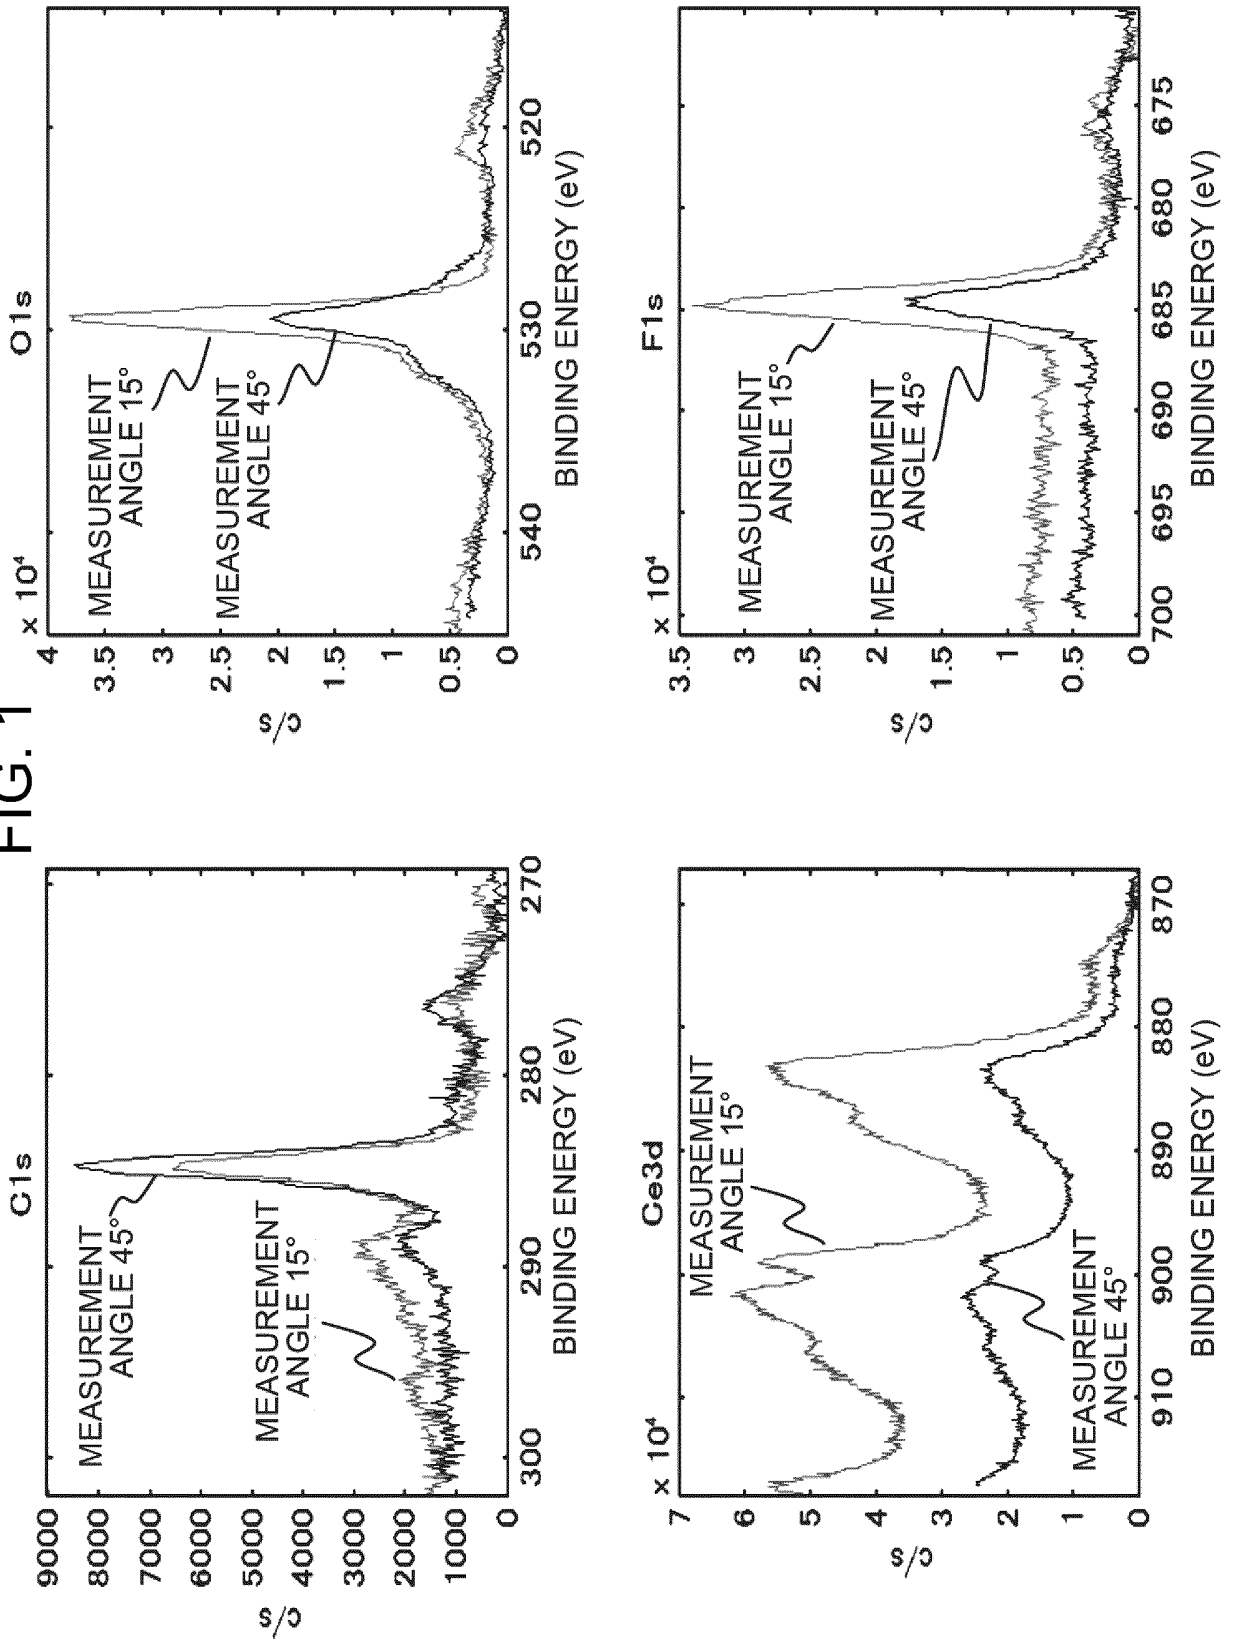 FIG. 1
C1s
9000
8000
7000
6000
5000
4000
3000
2000
1000
0
c/s
MEASUREMENT
ANGLE 45°
MEASUREMENT
ANGLE 15°
300
290
280
270
BINDING ENERGY (eV)
O1s
x 10⁴
4
3.5
3
2.5
2
1.5
1
0.5
0
c/s
MEASUREMENT
ANGLE 15°
MEASUREMENT
ANGLE 45°
540
530
520
BINDING ENERGY (eV)
Ce3d
x 10⁴
7
6
5
4
3
2
1
0
c/s
MEASUREMENT
ANGLE 15°
MEASUREMENT
ANGLE 45°
910
900
890
880
870
BINDING ENERGY (eV)
F1s
x 10⁴
3.5
3
2.5
2
1.5
1
0.5
0
c/s
MEASUREMENT
ANGLE 15°
MEASUREMENT
ANGLE 45°
700
695
690
685
680
675
BINDING ENERGY (eV)